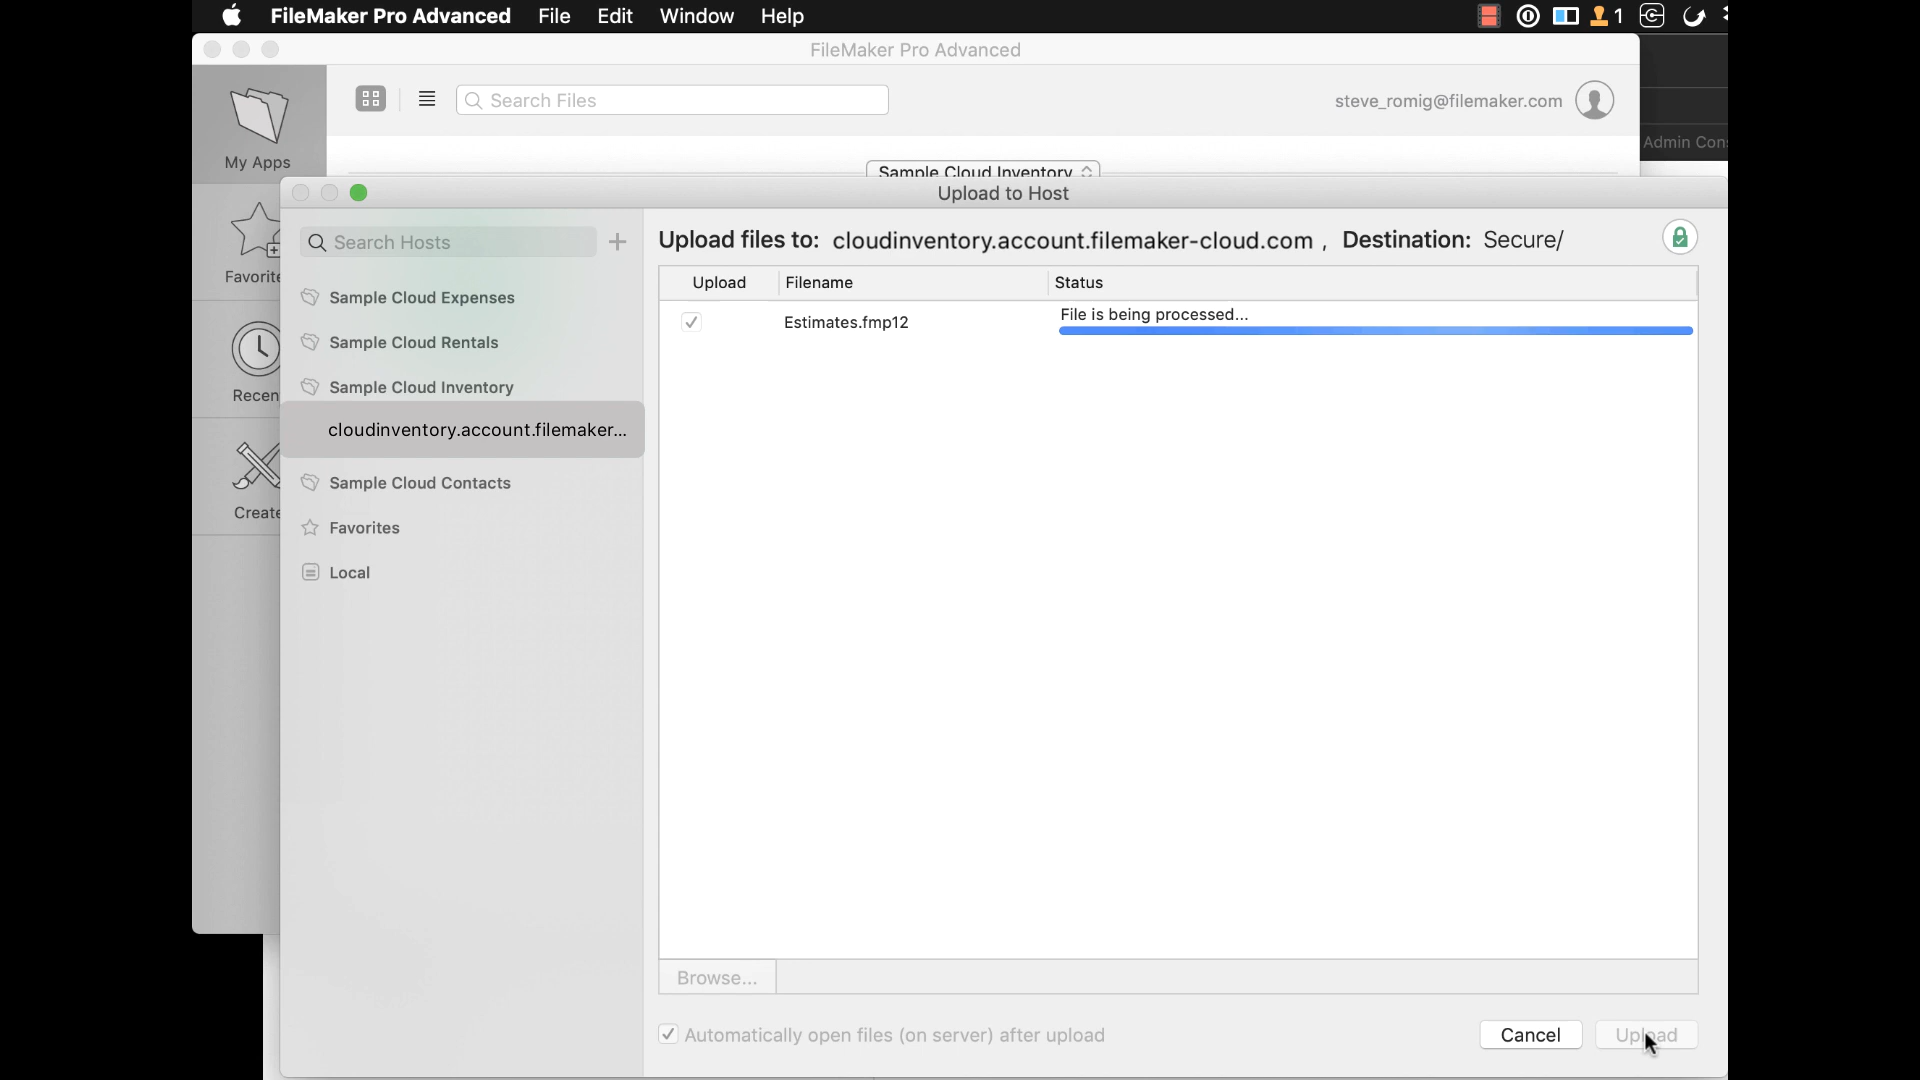 FileMaker Pro Advanced File Edit Window Help 1
FileMaker Pro Advanced
Search Files
steve_romig@filemaker.com
My Apps
Admin Con
Sample Cloud Inventory
Upload to Host
Search Hosts
Upload files to: cloudinventory.account.filemaker-cloud.com , Destination: Secure/
Favorite
Upload Filename Status
Sample Cloud Expenses
Estimates.fmp12
File is being processed...
Sample Cloud Rentals
Recen
Sample Cloud Inventory
cloudinventory.account.filemaker...
Sample Cloud Contacts
Create
Favorites
Local
Browse...
Automatically open files (on server) after upload
Cancel
Upload